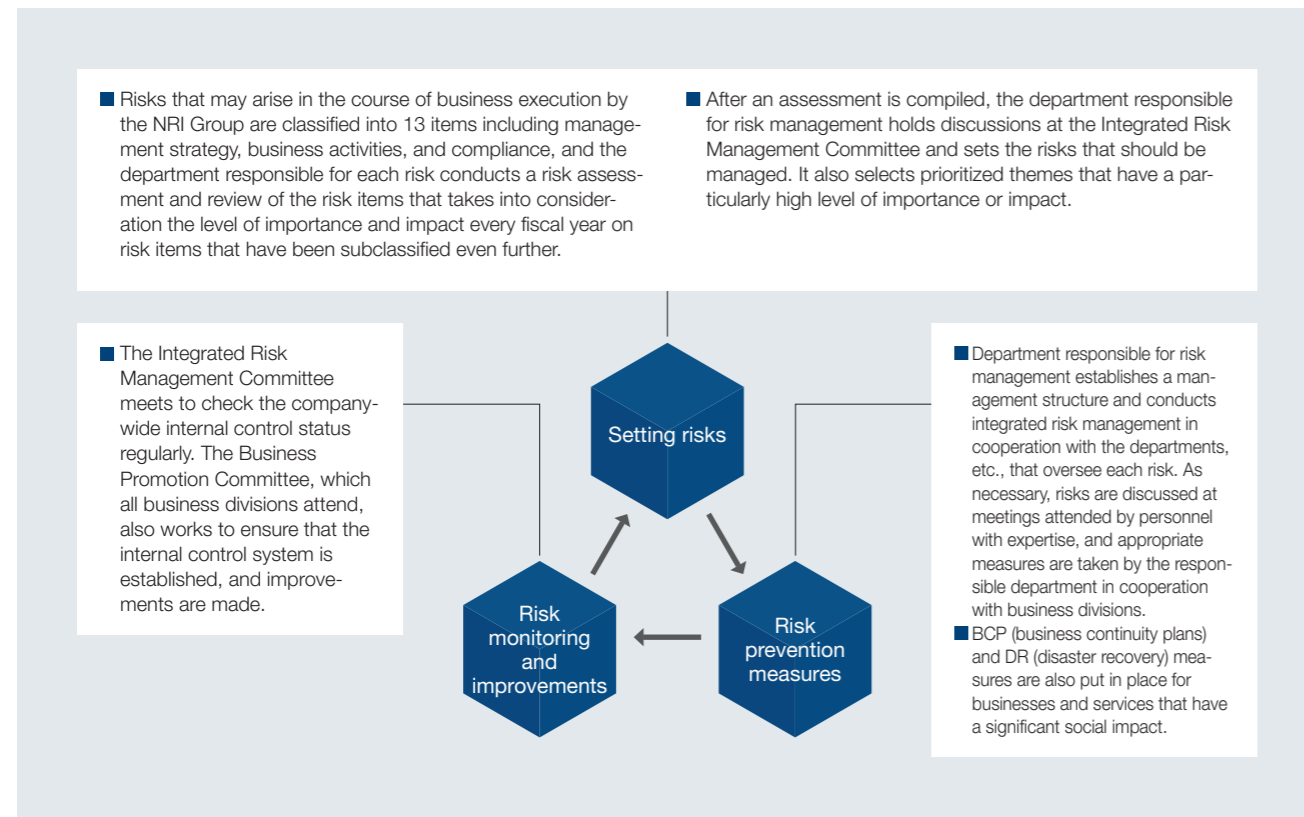 ■ Risks that may arise in the course of business execution by
the NRI Group are classified into 13 items including manage-
ment strategy, business activities, and compliance, and the
department responsible for each risk conducts a risk assess-
ment and review of the risk items that takes into consider-
ation the level of importance and impact every fiscal year on
risk items that have been subclassified even further.
■ After an assessment is compiled, the department responsible
for risk management holds discussions at the Integrated Risk
Management Committee and sets the risks that should be
managed. It also selects prioritized themes that have a par-
ticularly high level of importance or impact.
■ The Integrated Risk
Management Committee
meets to check the company-
wide internal control status
regularly. The Business
Promotion Committee, which
all business divisions attend,
also works to ensure that the
internal control system is
established, and improve-
ments are made.
Setting risks
Risk
monitoring
and
improvements
Risk
prevention
measures
■ Department responsible for risk
management establishes a man-
agement structure and conducts
integrated risk management in
cooperation with the departments,
etc., that oversee each risk. As
necessary, risks are discussed at
meetings attended by personnel
with expertise, and appropriate
measures are taken by the respon-
sible department in cooperation
with business divisions.
■ BCP (business continuity plans)
and DR (disaster recovery) mea-
sures are also put in place for
businesses and services that have
a significant social impact.